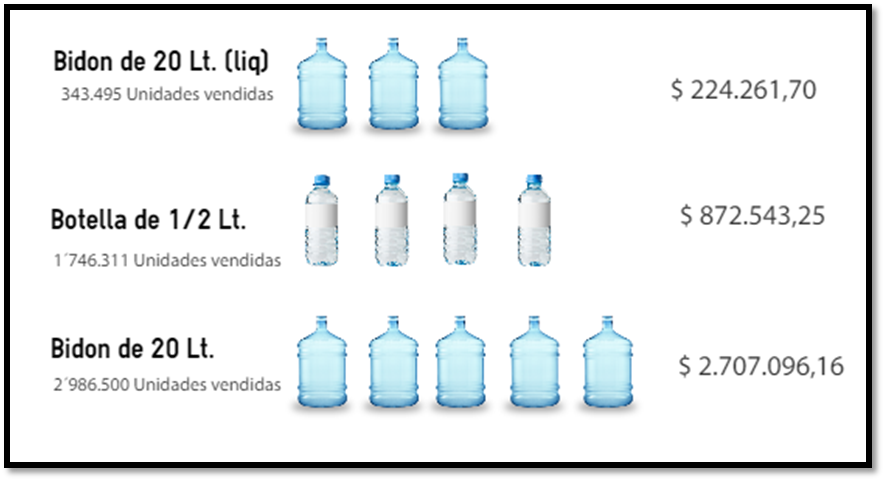 Bidon de 20 Lt. (liq)
343.495 Unidades vendidas
$ 224.261,70
Botella de 1/2 Lt.
1´746.311 Unidades vendidas
$ 872.543,25
Bidon de 20 Lt.
2´986.500 Unidades vendidas
$ 2.707.096,16